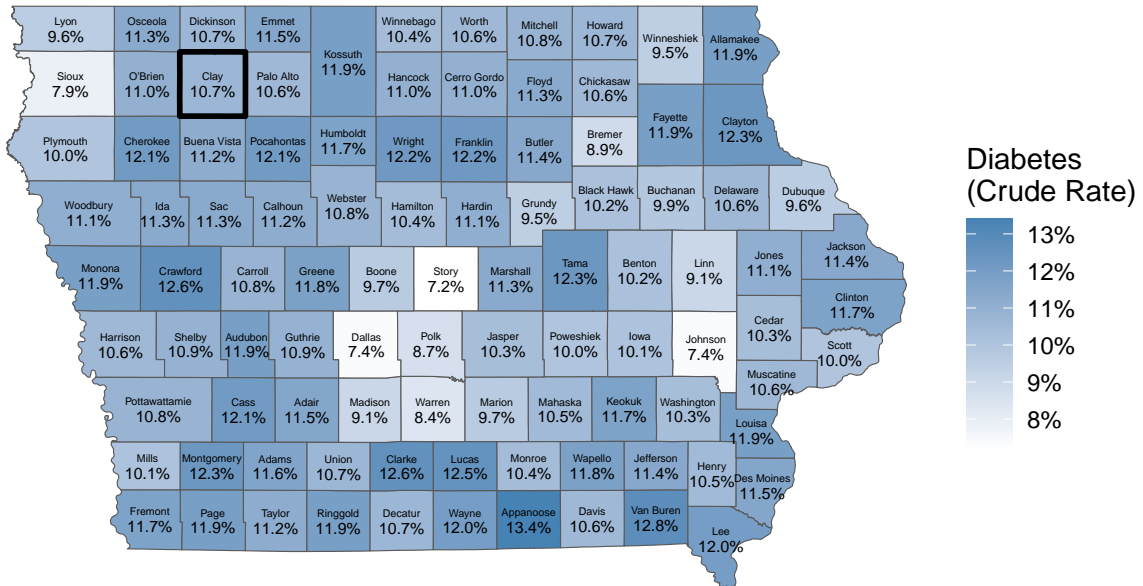 Lyon
9.6%
Osceola
11.3%
Dickinson
10.7%
Emmet
11.5%
Winnebago
10.4%
Worth
10.6%
Mitchell
10.8%
Howard
10.7%
Winneshiek
9.5%
Allamakee
11.9%
Kossuth
11.9%
Sioux
7.9%
O'Brien
11.0%
Clay
10.7%
Palo Alto
10.6%
Hancock
11.0%
Cerro Gordo
11.0%
Floyd
11.3%
Chickasaw
10.6%
Fayette
11.9%
Clayton
12.3%
Plymouth
10.0%
Cherokee
12.1%
Buena Vista
11.2%
Pocahontas
12.1%
Humboldt
11.7%
Wright
12.2%
Franklin
12.2%
Butler
11.4%
Bremer
8.9%
Woodbury
11.1%
Ida
11.3%
Sac
11.3%
Calhoun
11.2%
Webster
10.8%
Hamilton
10.4%
Hardin
11.1%
Grundy
9.5%
Black Hawk
10.2%
Buchanan
9.9%
Delaware
10.6%
Dubuque
9.6%
Monona
11.9%
Crawford
12.6%
Carroll
10.8%
Greene
11.8%
Boone
9.7%
Story
7.2%
Marshall
11.3%
Tama
12.3%
Benton
10.2%
Linn
9.1%
Jones
11.1%
Jackson
11.4%
Clinton
11.7%
Harrison
10.6%
Shelby
10.9%
Audubon
11.9%
Guthrie
10.9%
Dallas
7.4%
Polk
8.7%
Jasper
10.3%
Poweshiek
10.0%
Iowa
10.1%
Johnson
7.4%
Cedar
10.3%
Scott
10.0%
Muscatine
10.6%
Pottawattamie
10.8%
Cass
12.1%
Adair
11.5%
Madison
9.1%
Warren
8.4%
Marion
9.7%
Mahaska
10.5%
Keokuk
11.7%
Washington
10.3%
Louisa
11.9%
Mills
10.1%
Montgomery
12.3%
Adams
11.6%
Union
10.7%
Clarke
12.6%
Lucas
12.5%
Monroe
10.4%
Wapello
11.8%
Jefferson
11.4%
Henry
10.5%
Des Moines
11.5%
Fremont
11.7%
Page
11.9%
Taylor
11.2%
Ringgold
11.9%
Decatur
10.7%
Wayne
12.0%
Appanoose
13.4%
Davis
10.6%
Van Buren
12.8%
Lee
12.0%
Diabetes
(Crude Rate)
13%
12%
11%
10%
9%
8%